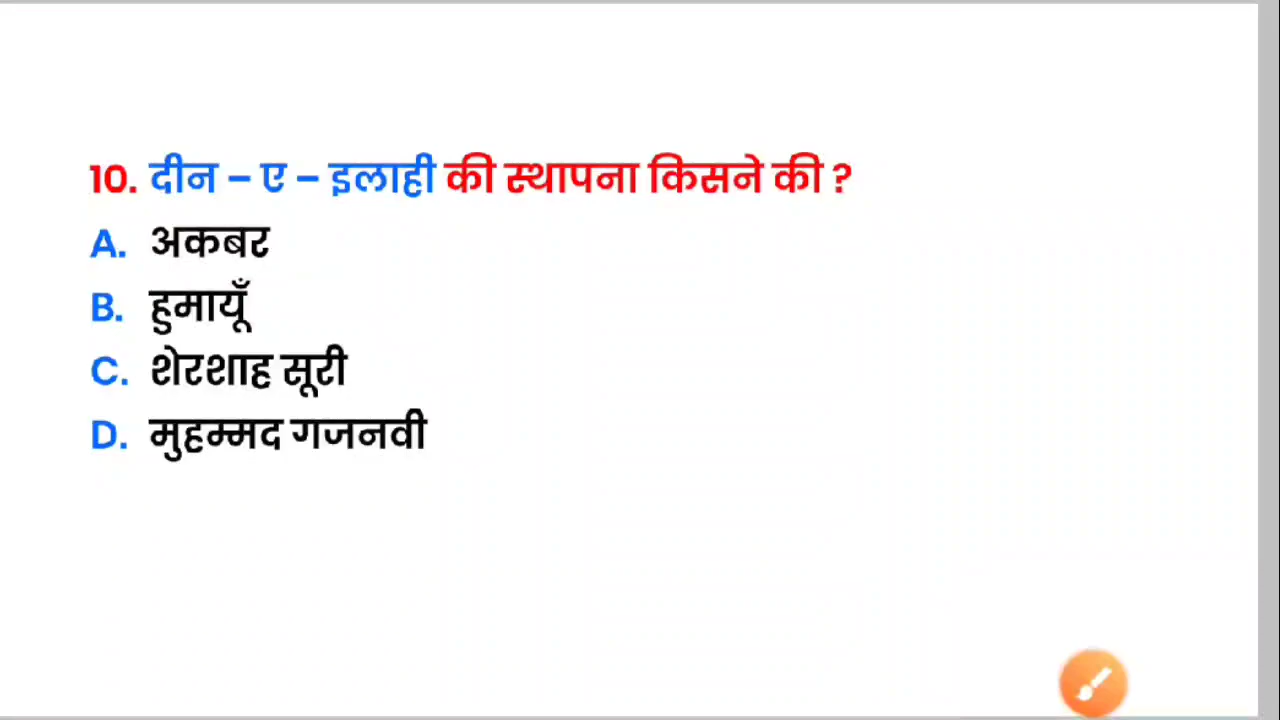 10. दीन – ए – इलाही की स्थापना किसने की ?
A. अकबर
B. हुमायूँ
C. शेरशाह सूरी
D. मुहम्मद गजनवी